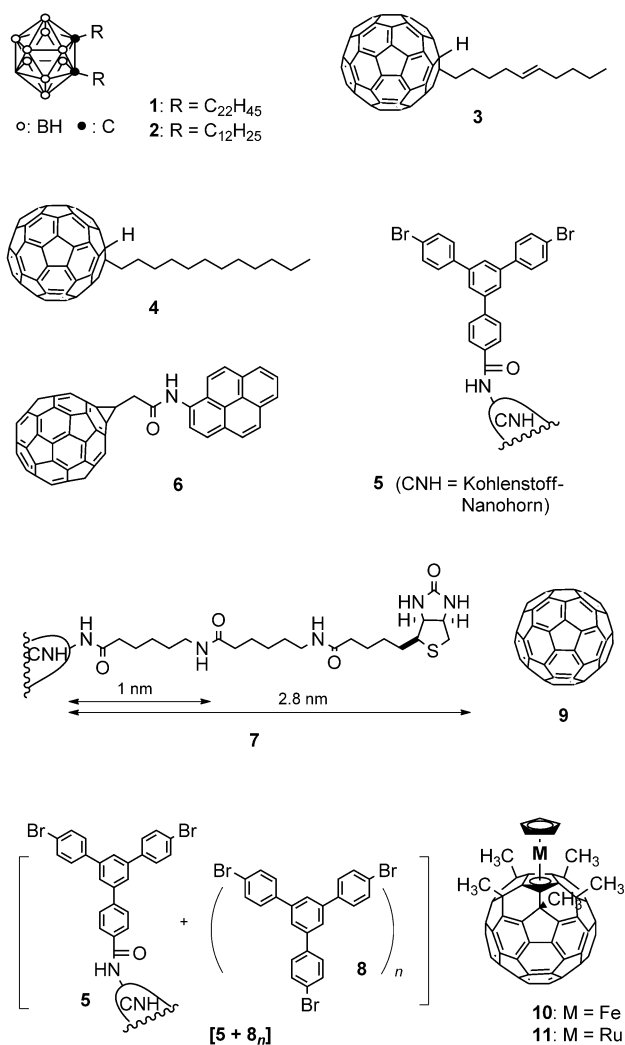 R
R
1: R = C22H45
○: BH ●: C
2: R = C12H25
H
3
H
4
Br
Br
O
HN
CNH
5 (CNH = Kohlenstoff-
Nanohorn)
H
N
O
6
O
HN NH
H H
S
CNH
HN
O
N
H
O
HN
O
1 nm
2.8 nm
7
9
Br
Br
O
HN
CNH
5
+
Br
Br
Br
8
n
[5 + 8n]
M
H3C
CH3
H3C
CH3
CH3
10: M = Fe
11: M = Ru